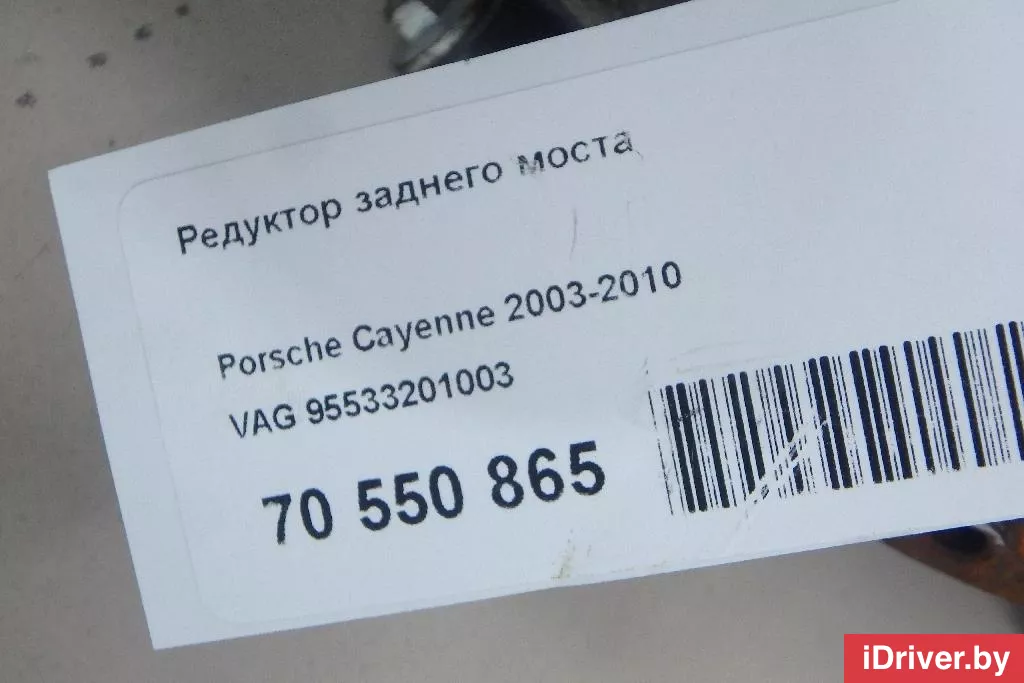 Редуктор заднего моста
Porsche Cayenne 2003-2010
VAG 95533201003
70 550 865
iDriver.by